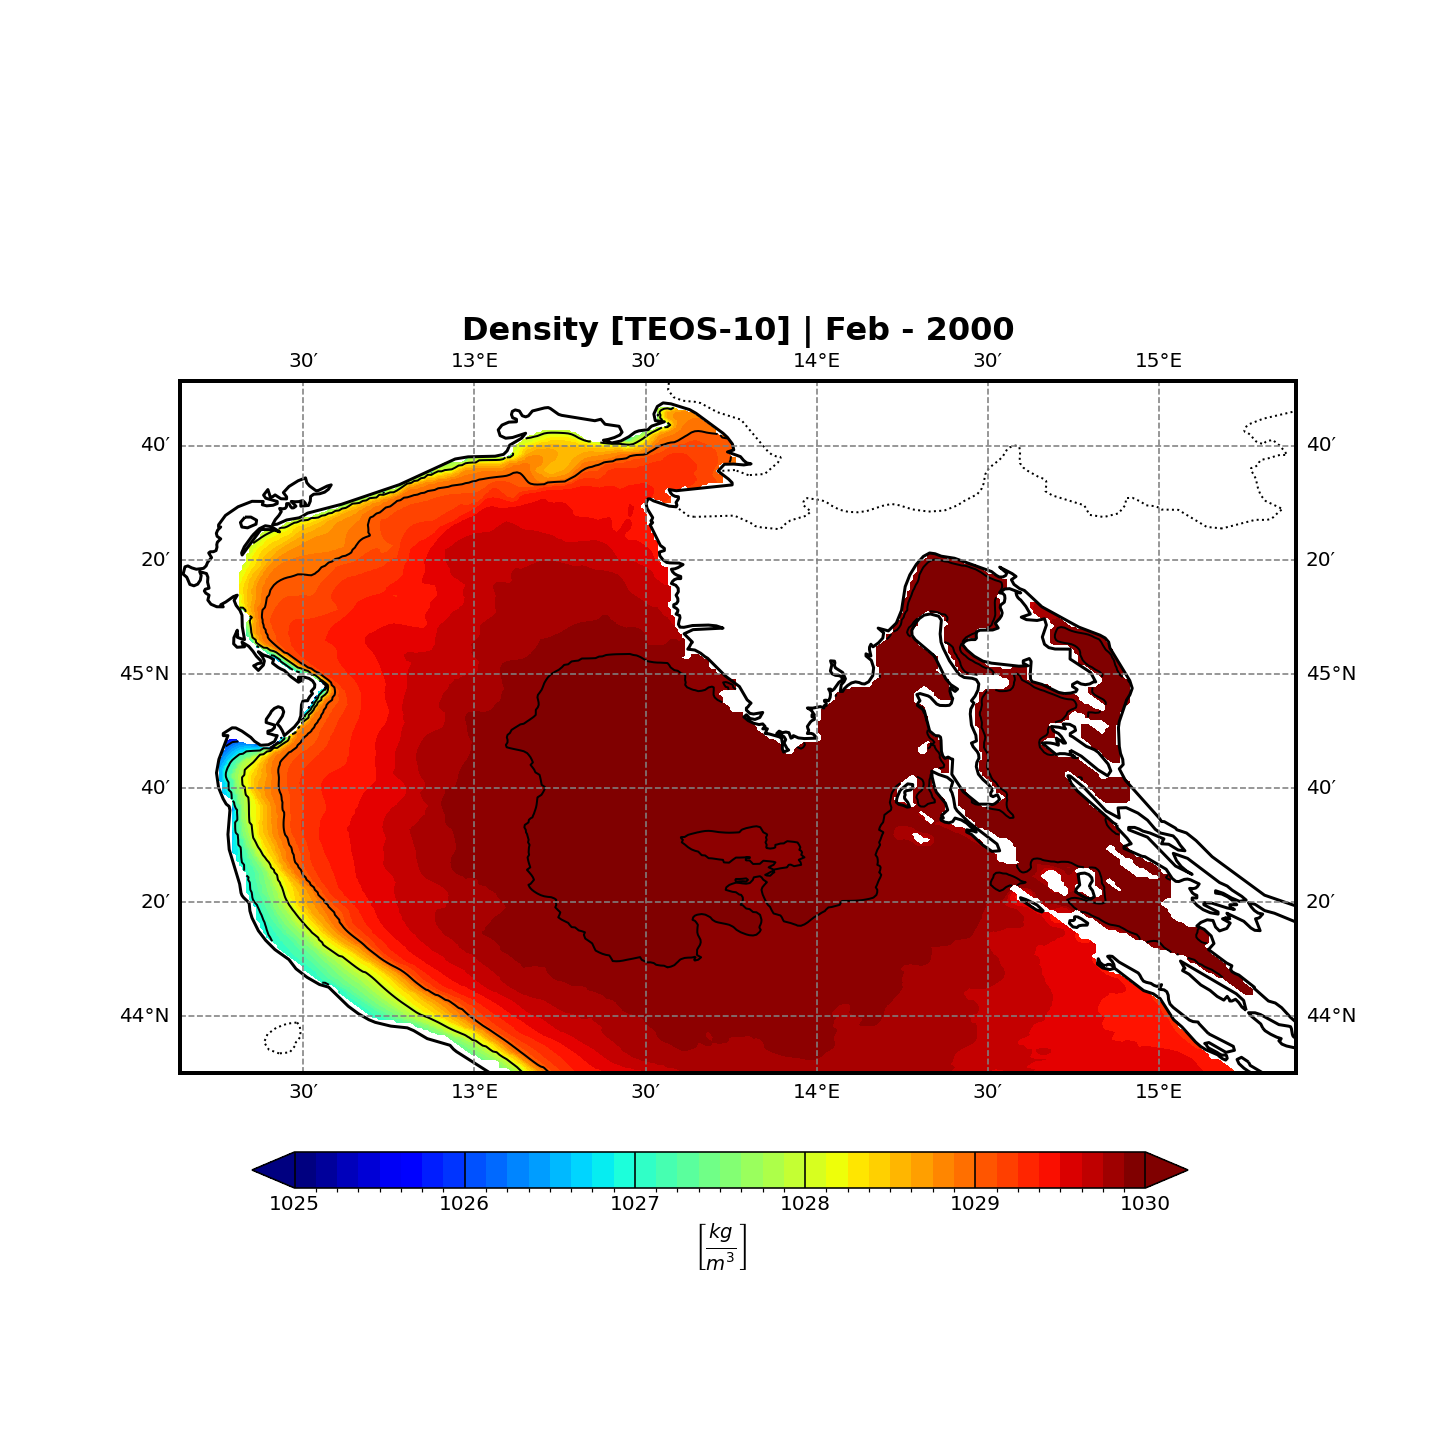 Density [TEOS-10] | Feb - 2000
30′ 13°E 30′ 14°E 30′ 15°E
40′ 40′
20′ 20′
45°N 45°N
40′ 40′
20′ 20′
44°N 44°N
30′ 13°E 30′ 14°E 30′ 15°E
1025 1026 1027 1028 1029 1030
[kg/m³]